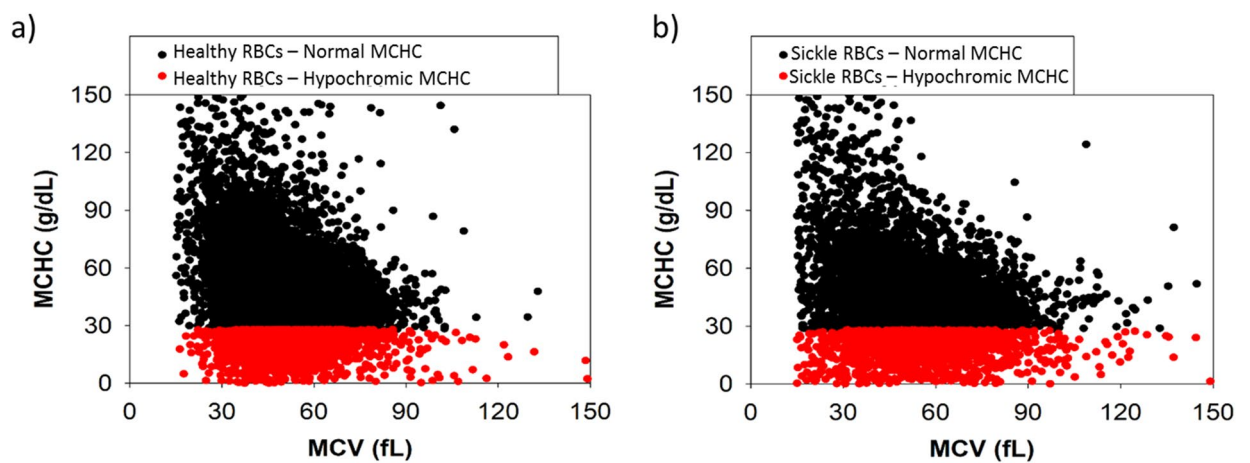 a)
Healthy RBCs – Normal MCHC
Healthy RBCs – Hypochromic MCHC
150
120
90
60
30
0
MCHC (g/dL)
0 30 60 90 120 150
MCV (fL)
b)
Sickle RBCs – Normal MCHC
Sickle RBCs – Hypochromic MCHC
150
120
90
60
30
0
MCHC (g/dL)
0 30 60 90 120 150
MCV (fL)